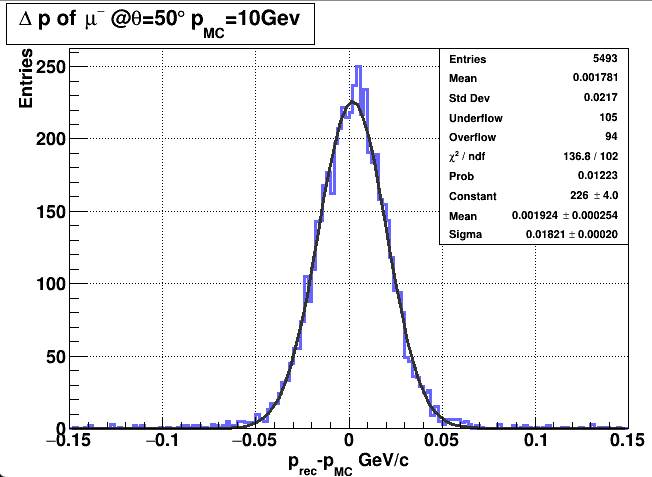 Δ p of μ⁻ @θ=50° p_MC=10Gev
Entries
250
200
150
100
50
0
−0.15 −0.1 −0.05 0 0.05 0.1 0.15
p_rec-p_MC GeV/c
Entries 5493
Mean 0.001781
Std Dev 0.0217
Underflow 105
Overflow 94
χ² / ndf 136.8 / 102
Prob 0.01223
Constant 226 ± 4.0
Mean 0.001924 ± 0.000254
Sigma 0.01821 ± 0.00020